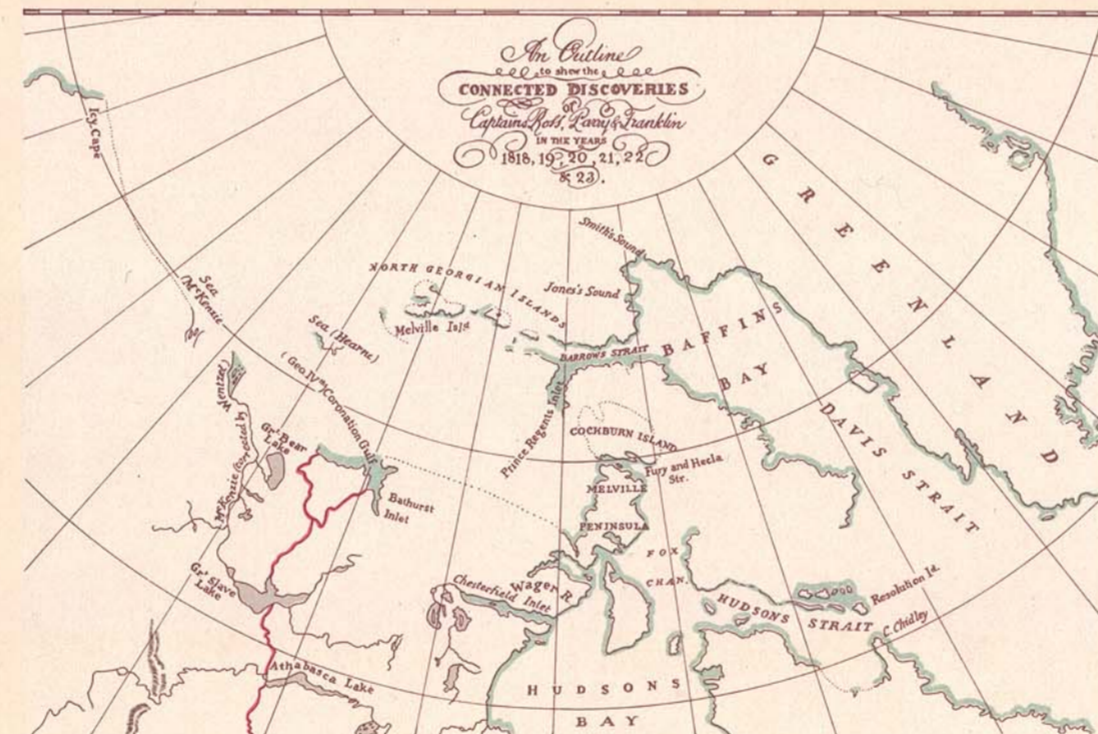 An Outline
to shew the
CONNECTED DISCOVERIES
of
Captains Ross, Parry & Franklin
IN THE YEARS
1818, 19, 20, 21, 22
& 23.
Icy Cape
GREENLAND
Smith's Sound
NORTH GEORGIAN ISLANDS
Jones's Sound
Sea
(McKenzie
Melville Isld
Sea (Hearne)
BARROWS STRAIT
BAFFINS
BAY
(Geo. IVth) Coronation Gulf
Prince Regents Inlet
DAVIS STRAIT
COCHBURN ISLAND
Grt Bear
Lake
Fury and Hecla
Str.
MELVILLE
PENINSULA
Bathurst
Inlet
FOX
CHAN.
Grt Slave
Lake
Wager R.
Chesterfield Inlet
HUDSONS STRAIT
Resolution Id.
C. Chidley
Athabasca Lake
HUDSONS
BAY